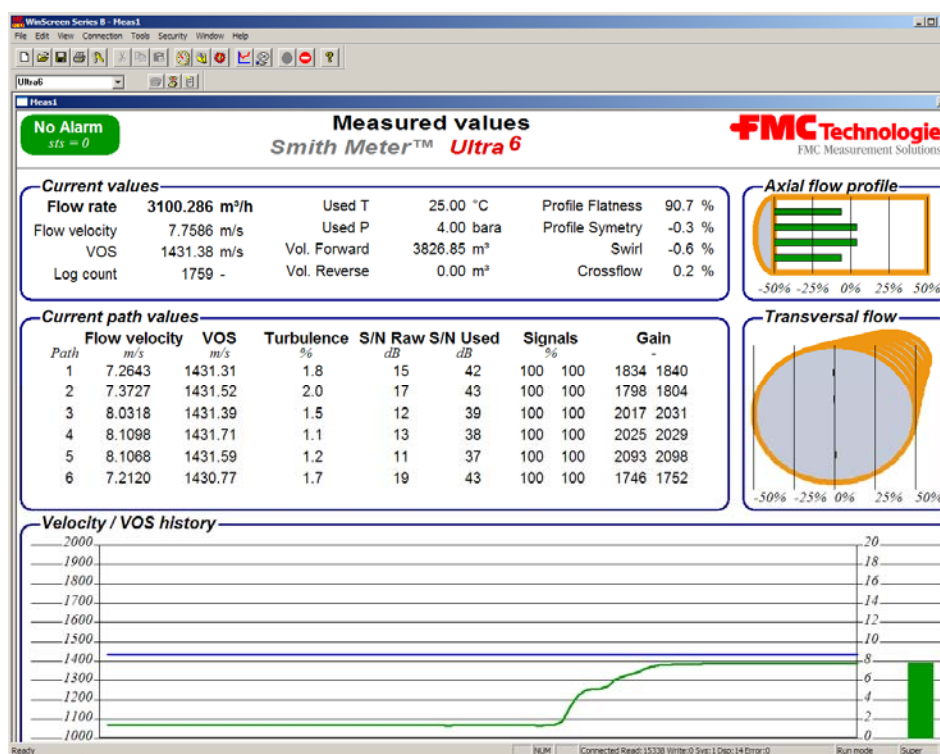 WinScreen Series B - Meas1
File Edit View Connection Tools Security Window Help
Ultra6
Meas1
No Alarm
sts = 0
Measured values
Smith Meter™ Ultra 6
FMC Technologie
FMC Measurement Solutions
Current values
Flow rate 3100.286 m³/h Used T 25.00 °C Profile Flatness 90.7 %
Flow velocity 7.7586 m/s Used P 4.00 bara Profile Symetry -0.3 %
VOS 1431.38 m/s Vol. Forward 3826.85 m³ Swirl -0.6 %
Log count 1759 - Vol. Reverse 0.00 m³ Crossflow 0.2 %
Axial flow profile
-50% -25% 0% 25% 50%
Current path values
Flow velocity VOS Turbulence S/N Raw S/N Used Signals Gain
Path m/s m/s % dB dB % -
1 7.2643 1431.31 1.8 15 42 100 100 1834 1840
2 7.3727 1431.52 2.0 17 43 100 100 1798 1804
3 8.0318 1431.39 1.5 12 39 100 100 2017 2031
4 8.1098 1431.71 1.1 13 38 100 100 2025 2029
5 8.1068 1431.59 1.2 11 37 100 100 2093 2098
6 7.2120 1430.77 1.7 19 43 100 100 1746 1752
Transversal flow
-50% -25% 0% 25% 50%
Velocity / VOS history
2000 20
1900 18
1800 16
1700 14
1600 12
1500 10
1400 8
1300 6
1200 4
1100 2
1000 0
Ready NUM Connected Read:15338 Write:0 Sys:1 Dsp:14 Error:0 Run mode Super